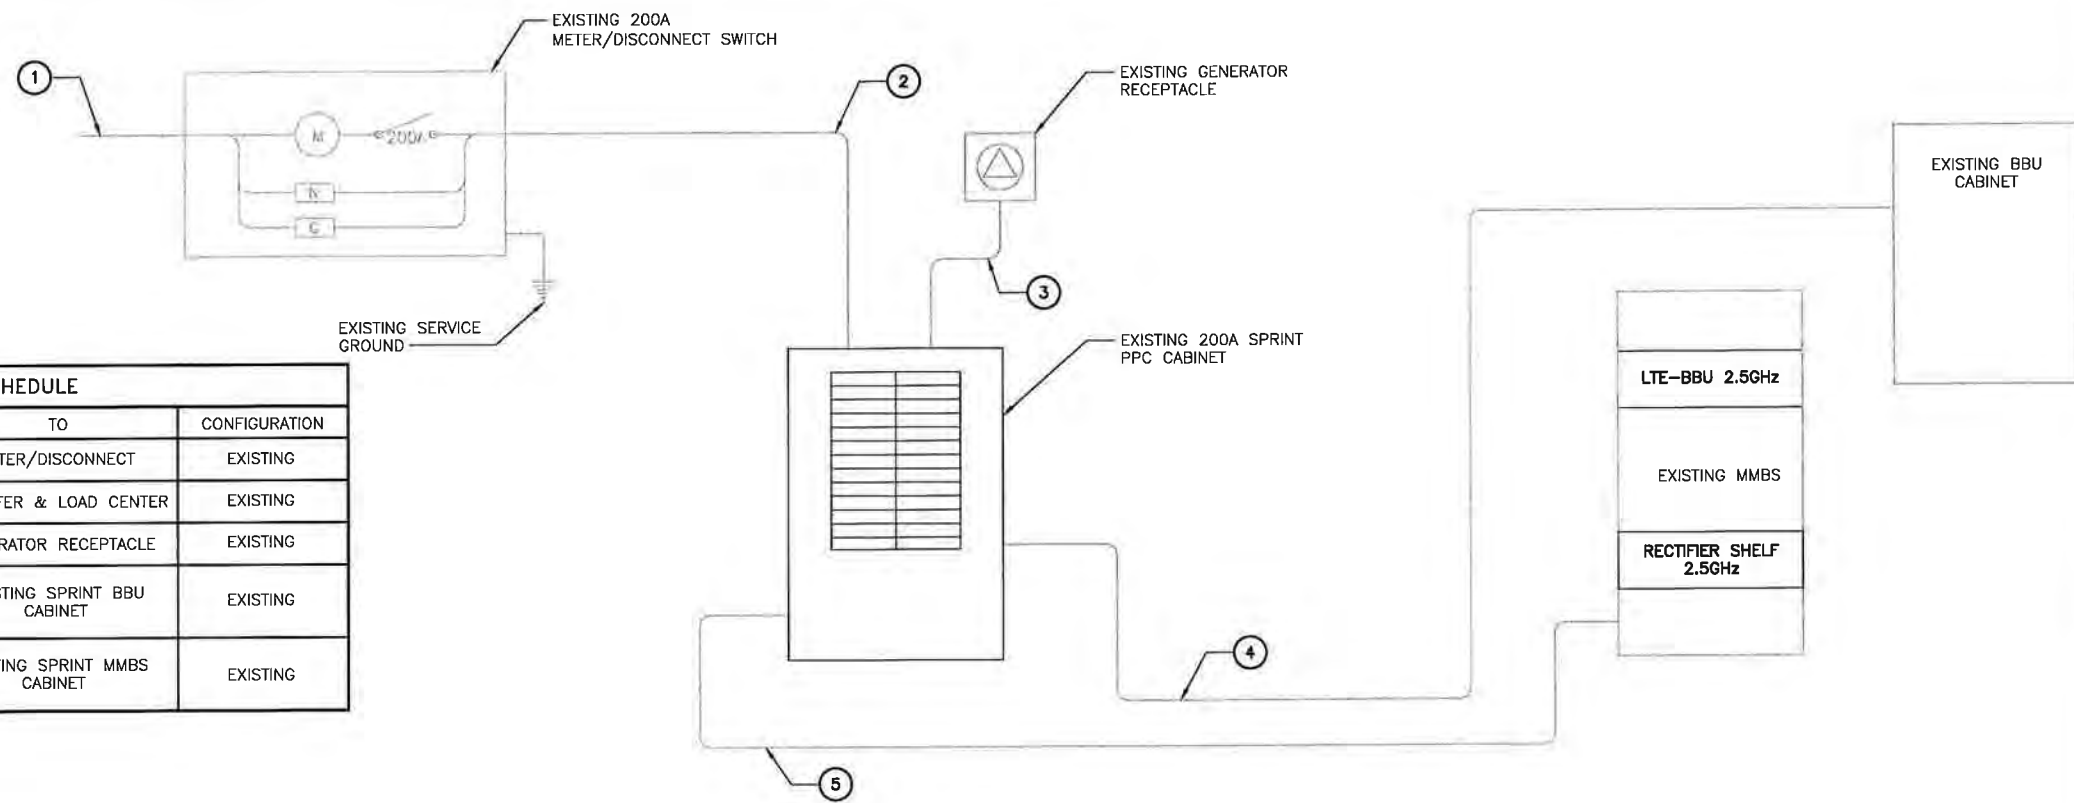 EXISTING 200A
METER/DISCONNECT SWITCH
1
2
EXISTING GENERATOR
RECEPTACLE
M
200A
N
G
EXISTING BBU
CABINET
3
EXISTING SERVICE
GROUND
EXISTING 200A SPRINT
PPC CABINET
LTE-BBU 2.5GHz
EXISTING MMBS
RECTIFIER SHELF
2.5GHz
4
5
HEDULE
TO
CONFIGURATION
TER/DISCONNECT
EXISTING
FER & LOAD CENTER
EXISTING
RATOR RECEPTACLE
EXISTING
STING SPRINT BBU
CABINET
EXISTING
TING SPRINT MMBS
CABINET
EXISTING